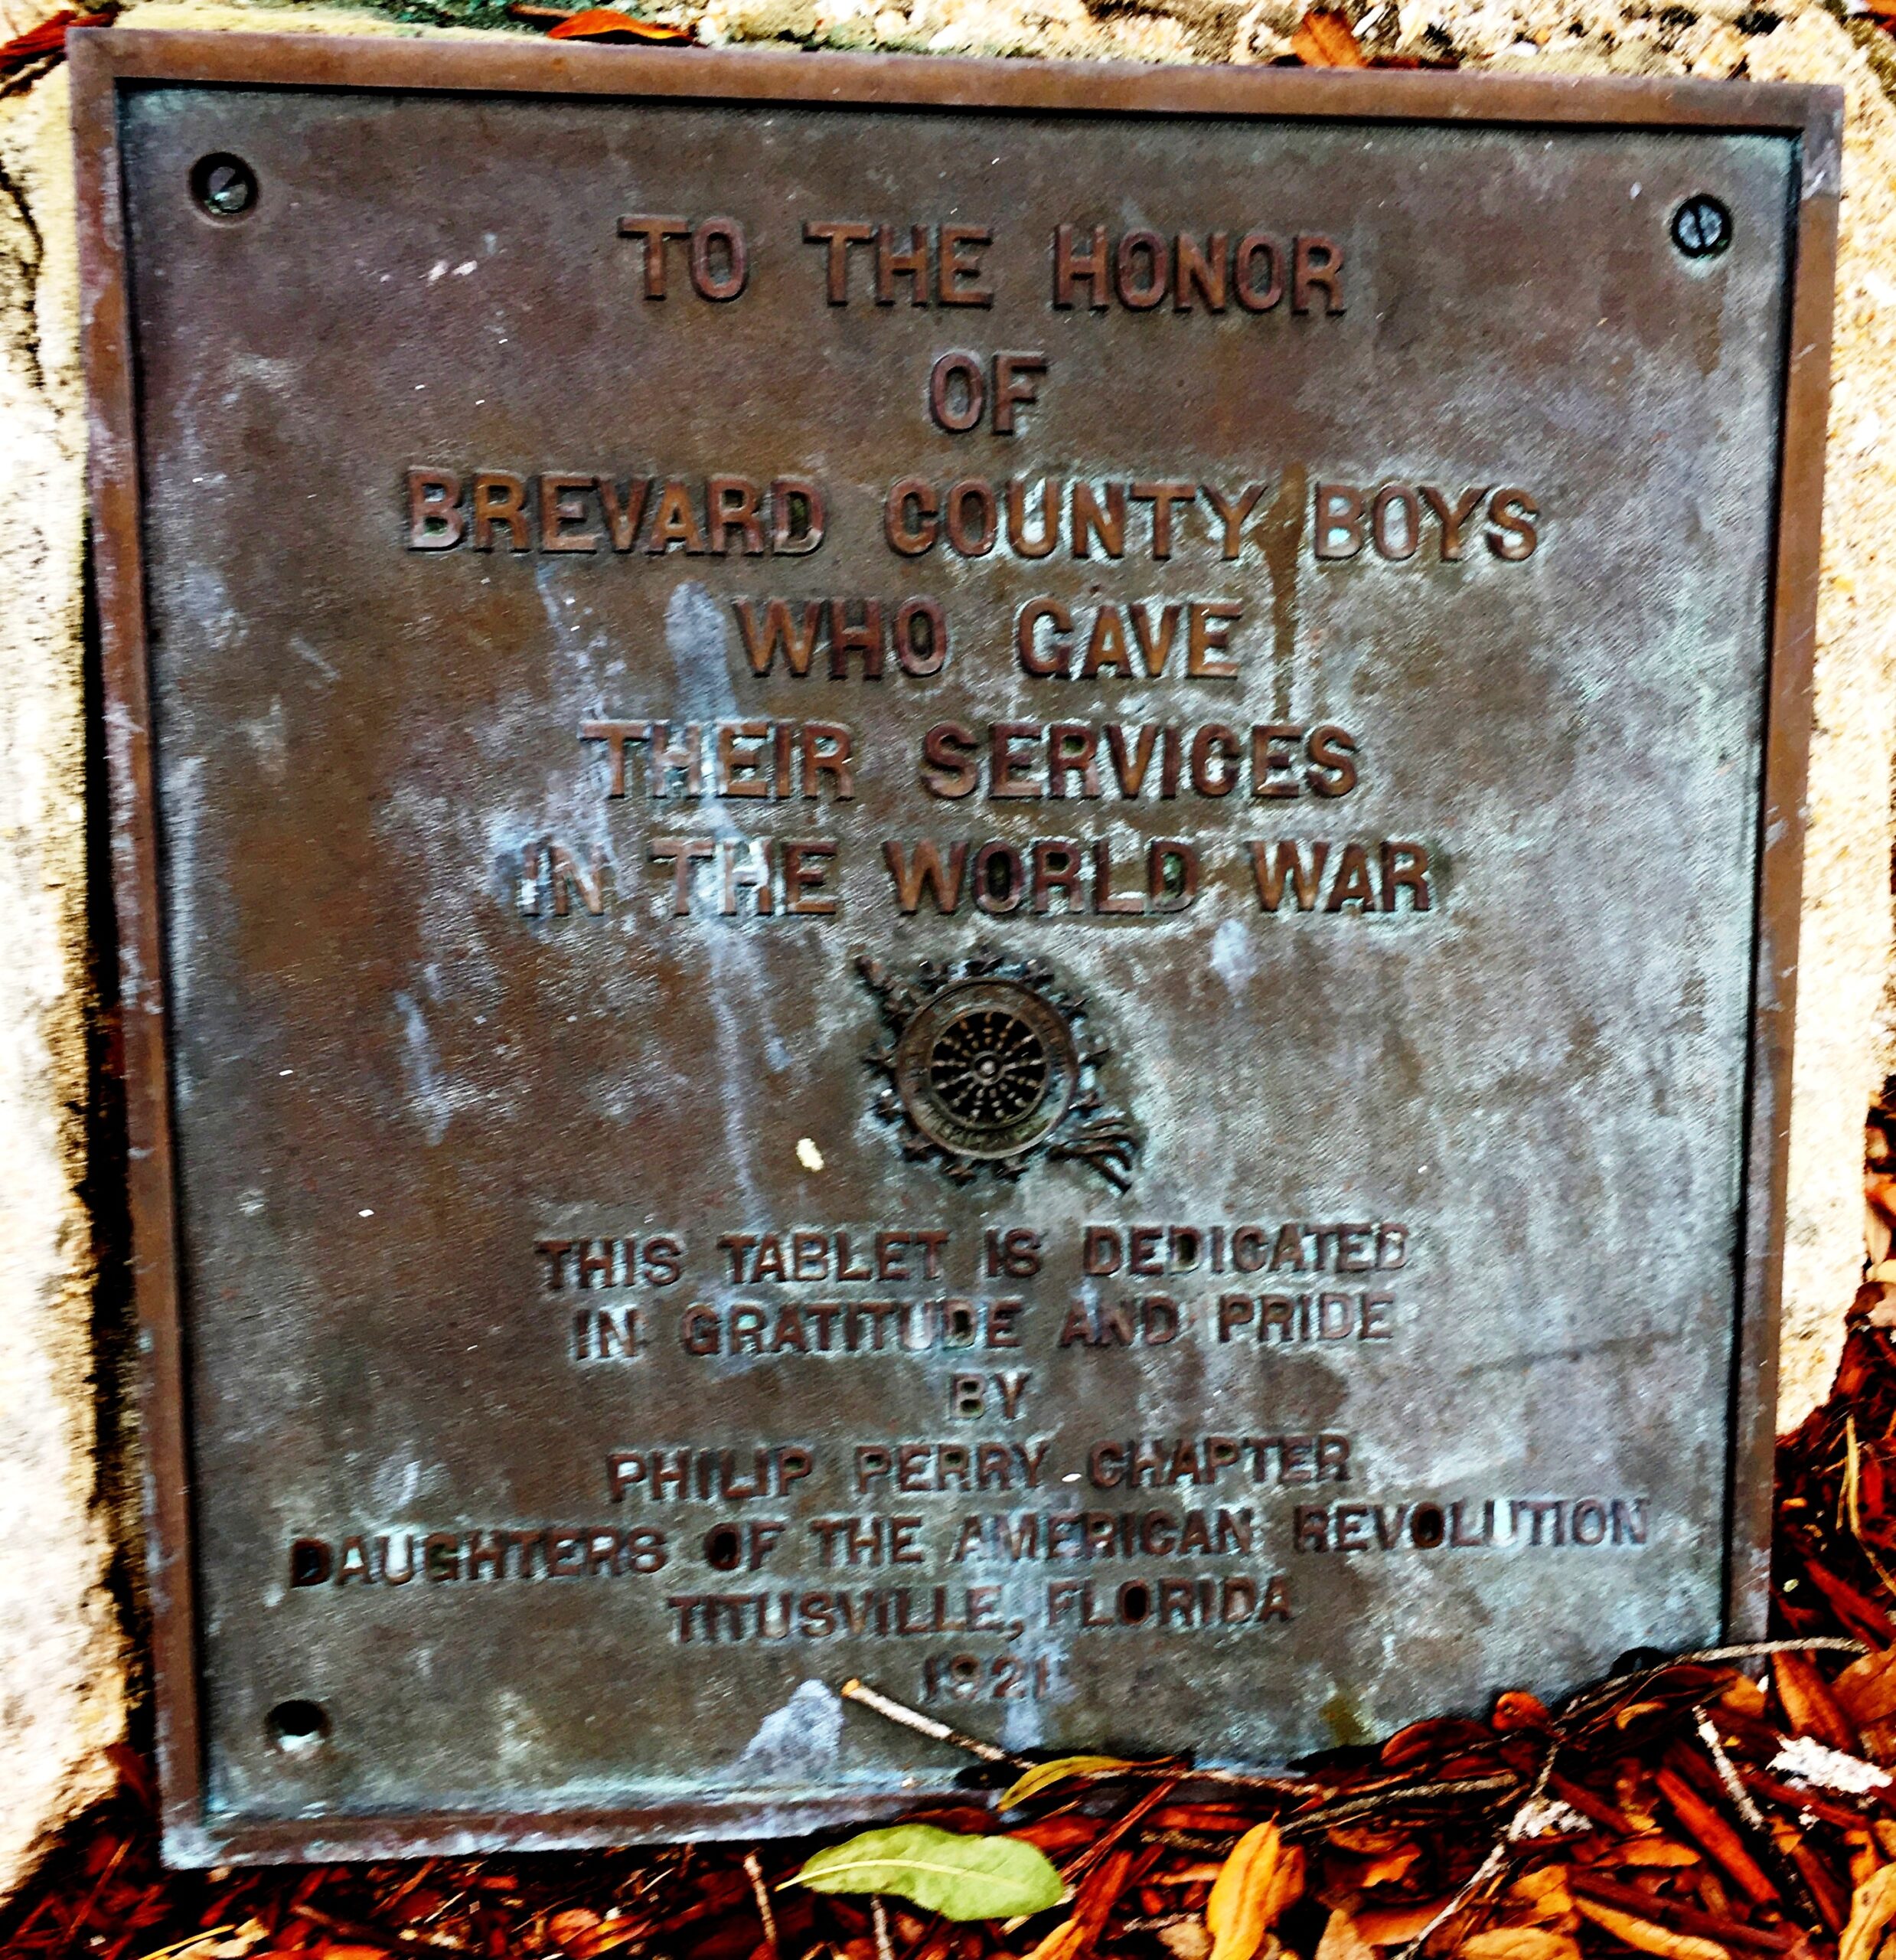 TO THE HONOR
OF
BREVARD COUNTY BOYS
WHO GAVE
THEIR SERVICES
IN THE WORLD WAR
THIS TABLET IS DEDICATED
IN GRATITUDE AND PRIDE
BY
PHILIP PERRY CHAPTER
DAUGHTERS OF THE AMERICAN REVOLUTION
TITUSVILLE, FLORIDA
1921